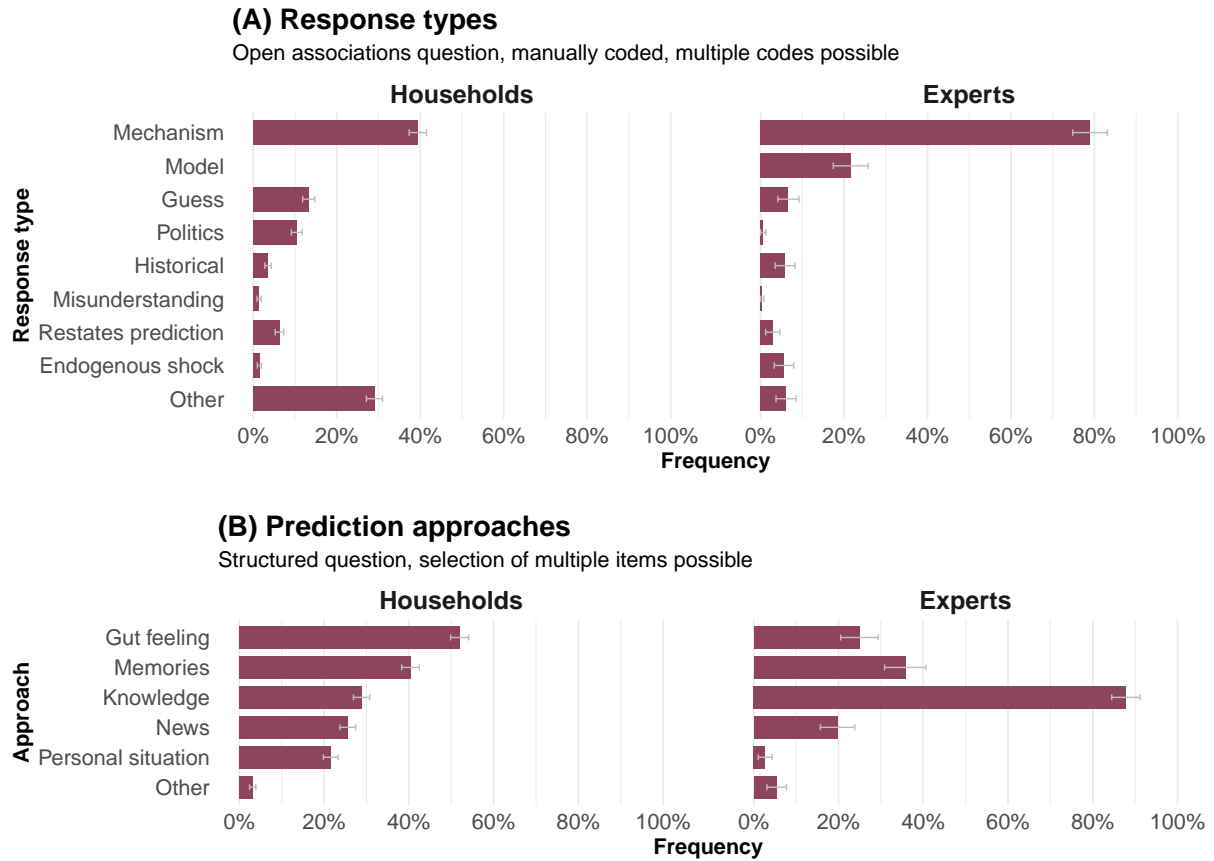 (A) Response types
Open associations question, manually coded, multiple codes possible
Households Experts
Response type
Mechanism
Model
Guess
Politics
Historical
Misunderstanding
Restates prediction
Endogenous shock
Other
0% 20% 40% 60% 80% 100% 0% 20% 40% 60% 80% 100%
Frequency
(B) Prediction approaches
Structured question, selection of multiple items possible
Households Experts
Approach
Gut feeling
Memories
Knowledge
News
Personal situation
Other
0% 20% 40% 60% 80% 100% 0% 20% 40% 60% 80% 100%
Frequency